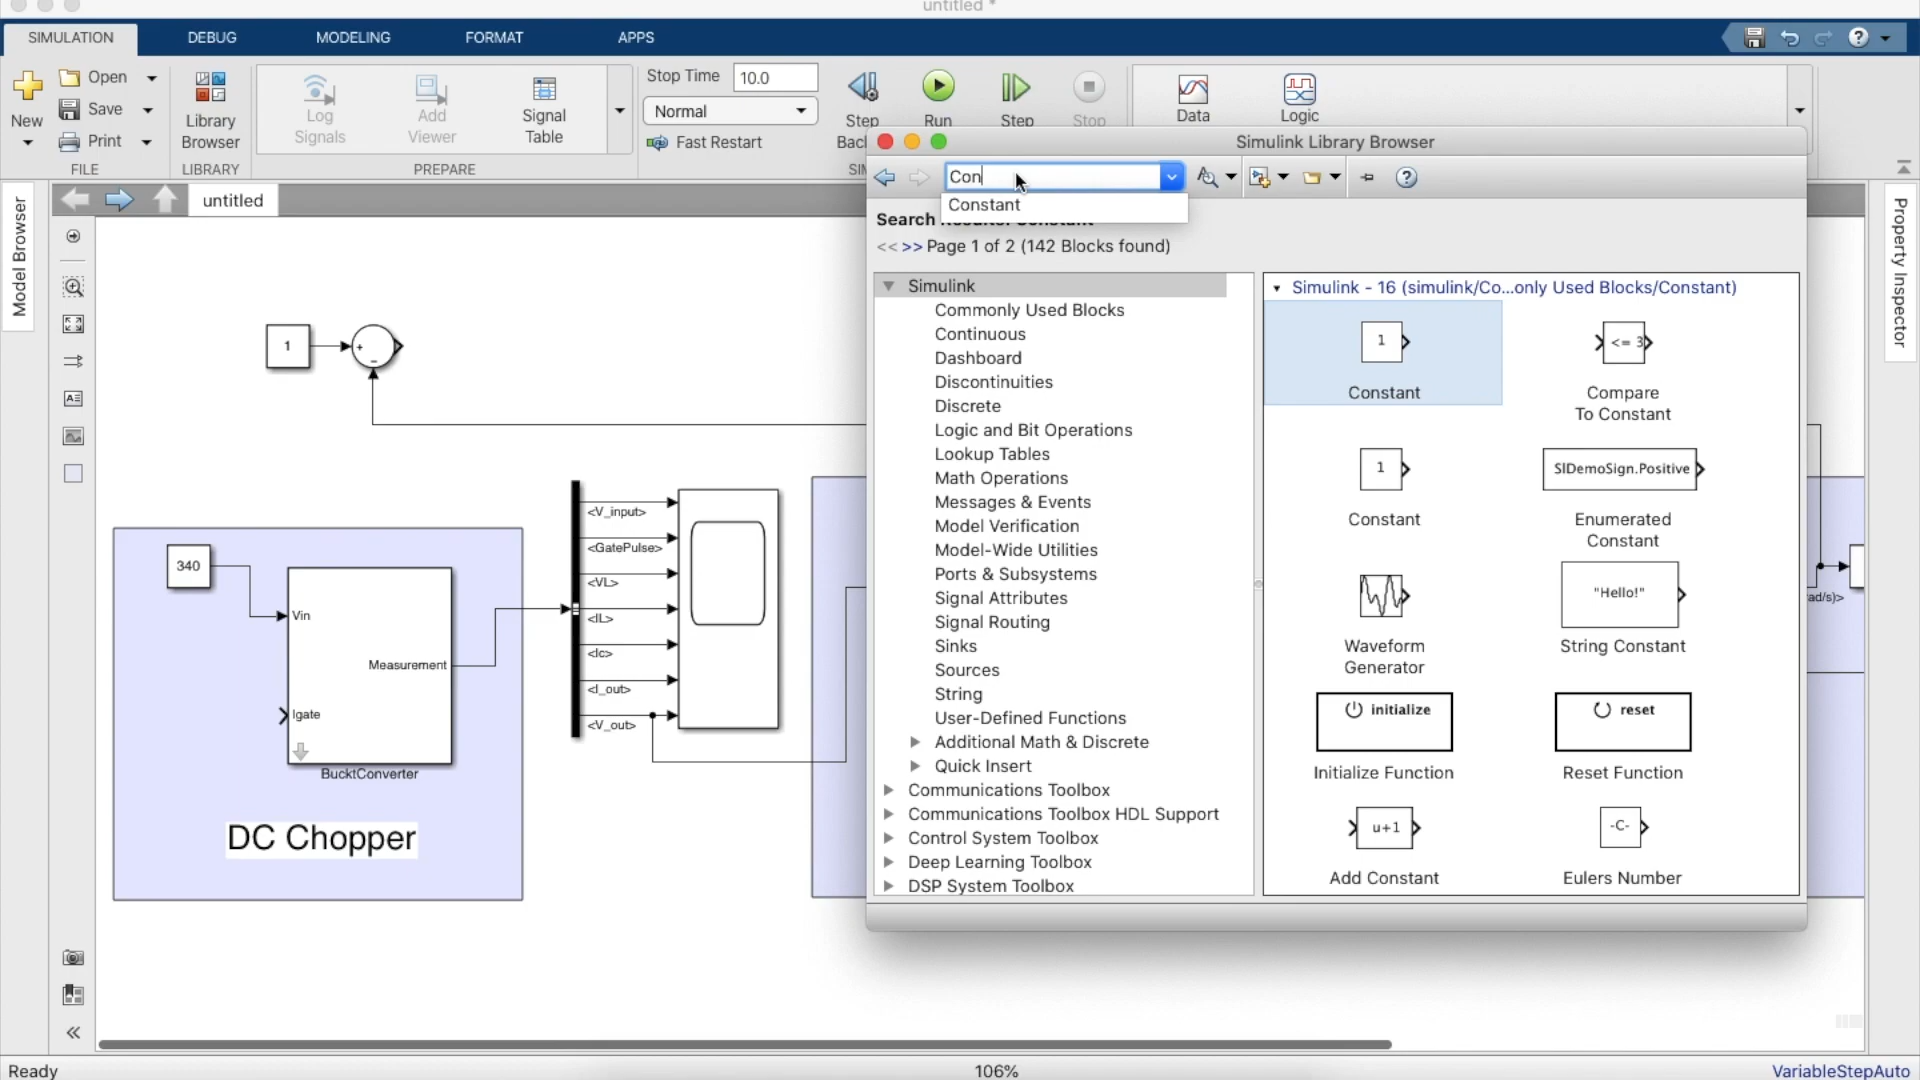 untitled *
SIMULATION
DEBUG
MODELING
FORMAT
APPS
New
Open
Save
Print
FILE
Library
Browser
LIBRARY
Log
Signals
Add
Viewer
Signal
Table
PREPARE
Stop Time
10.0
Normal
Fast Restart
Step
Run
Step
Stop
Data
Logic
Model Browser
Property Inspector
untitled
Simulink Library Browser
Con
Constant
Page 1 of 2 (142 Blocks found)
<< >>
Simulink
Commonly Used Blocks
Continuous
Dashboard
Discontinuities
Discrete
Logic and Bit Operations
Lookup Tables
Math Operations
Messages & Events
Model Verification
Model-Wide Utilities
Ports & Subsystems
Signal Attributes
Signal Routing
Sinks
Sources
String
User-Defined Functions
Additional Math & Discrete
Quick Insert
Communications Toolbox
Communications Toolbox HDL Support
Control System Toolbox
Deep Learning Toolbox
DSP System Toolbox
Simulink - 16 (simulink/Co...only Used Blocks/Constant)
1
Constant
<= 3
Compare
To Constant
1
Constant
SlDemoSign.Positive
Enumerated
Constant
Waveform
Generator
"Hello!"
String Constant
initialize
Initialize Function
reset
Reset Function
u+1
Add Constant
-C-
Eulers Number
1
340
Vin
Measurement
Igate
BucktConverter
DC Chopper
<V_input>
<GatePulse>
<VL>
<IL>
<Ic>
<I_out>
<V_out>
ad/s)>
Ready
106%
VariableStepAuto